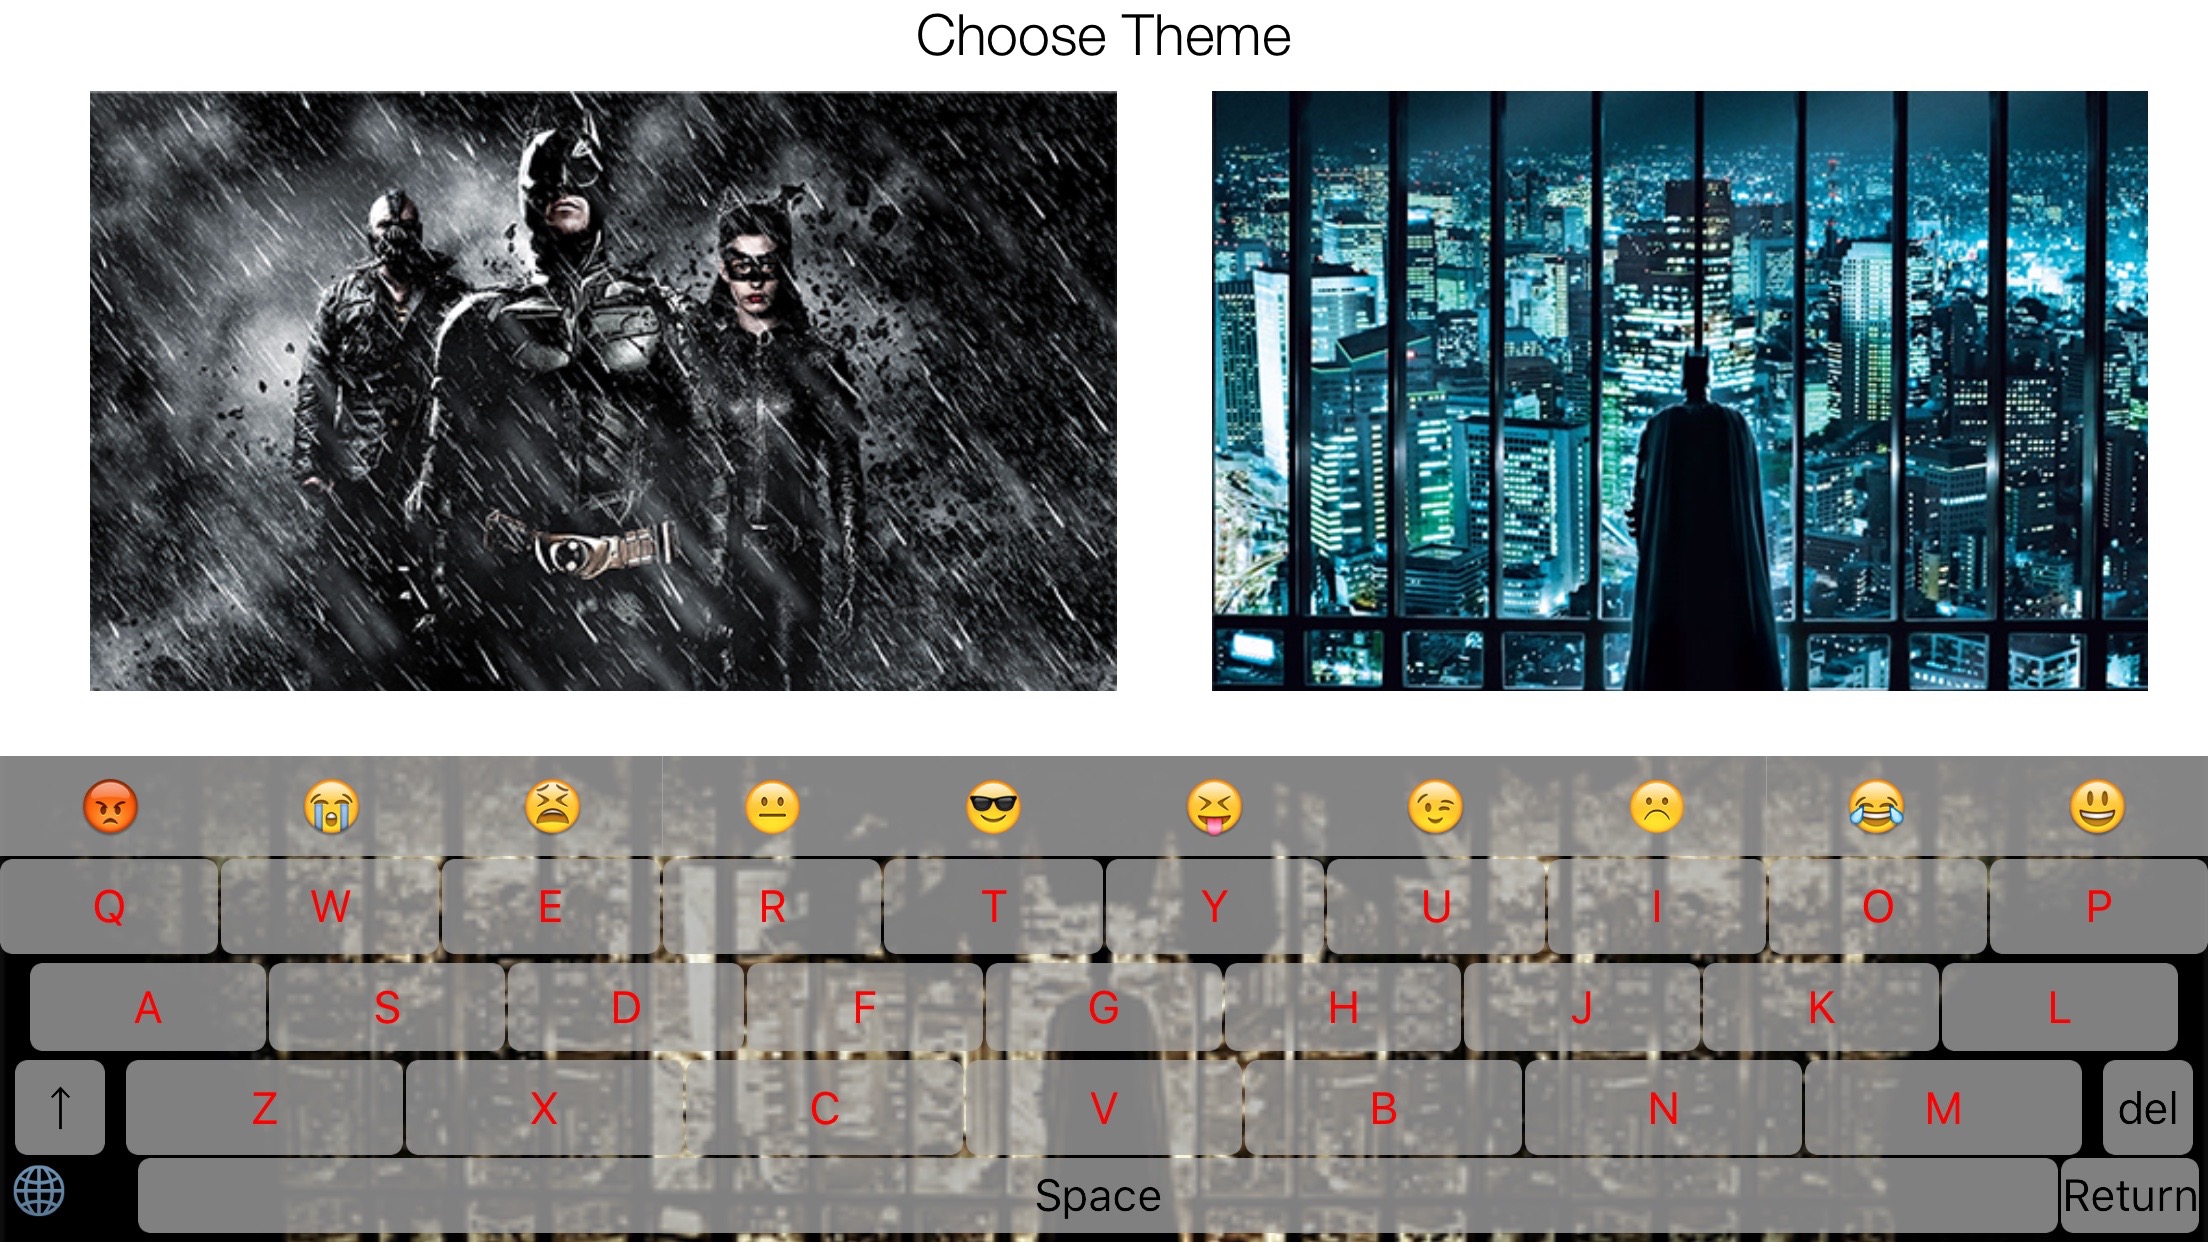 Choose Theme
Q W E R T Y U I O P
A S D F G H J K L
↑ Z X C V B N M del
Space Return